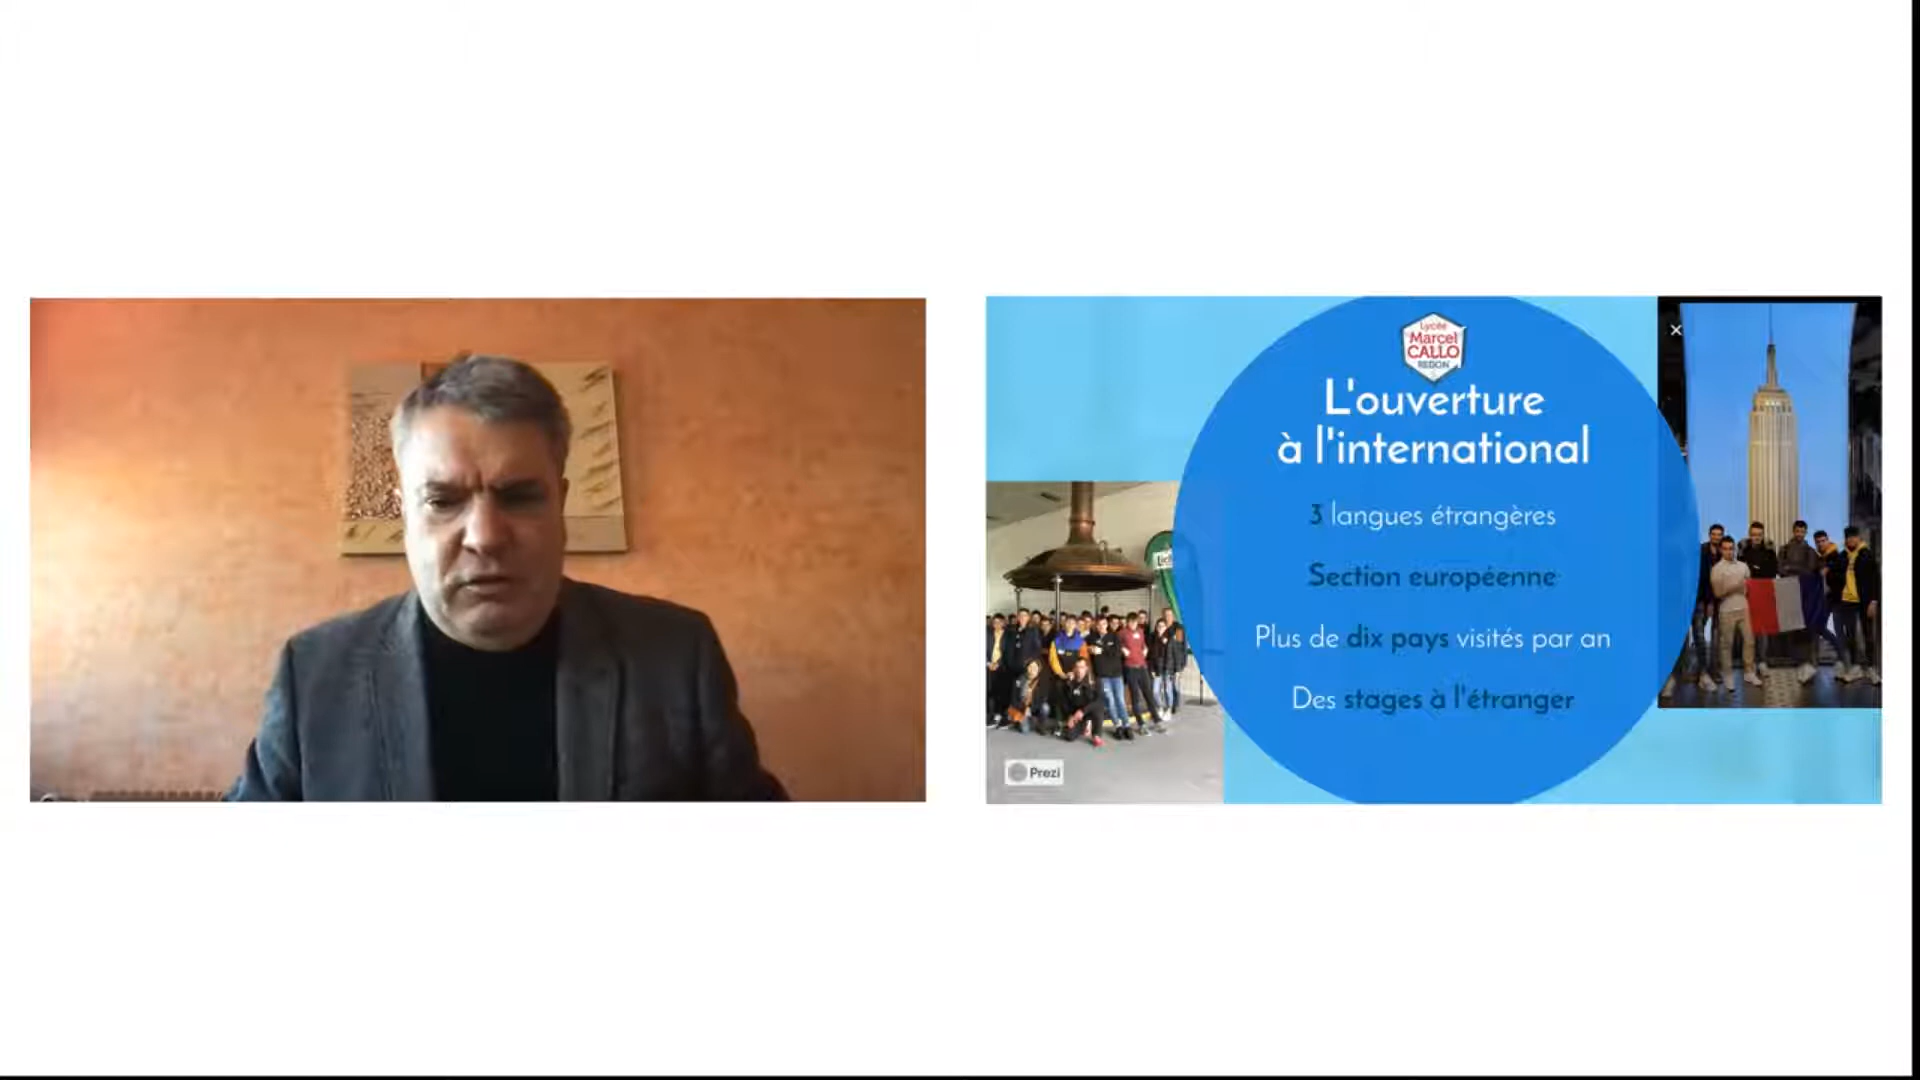 Lycée
Marcel
CALLO
REDON
L'ouverture
à l'international
3 langues étrangères
Section européenne
Plus de dix pays visités par an
Des stages à l'étranger
Prezi